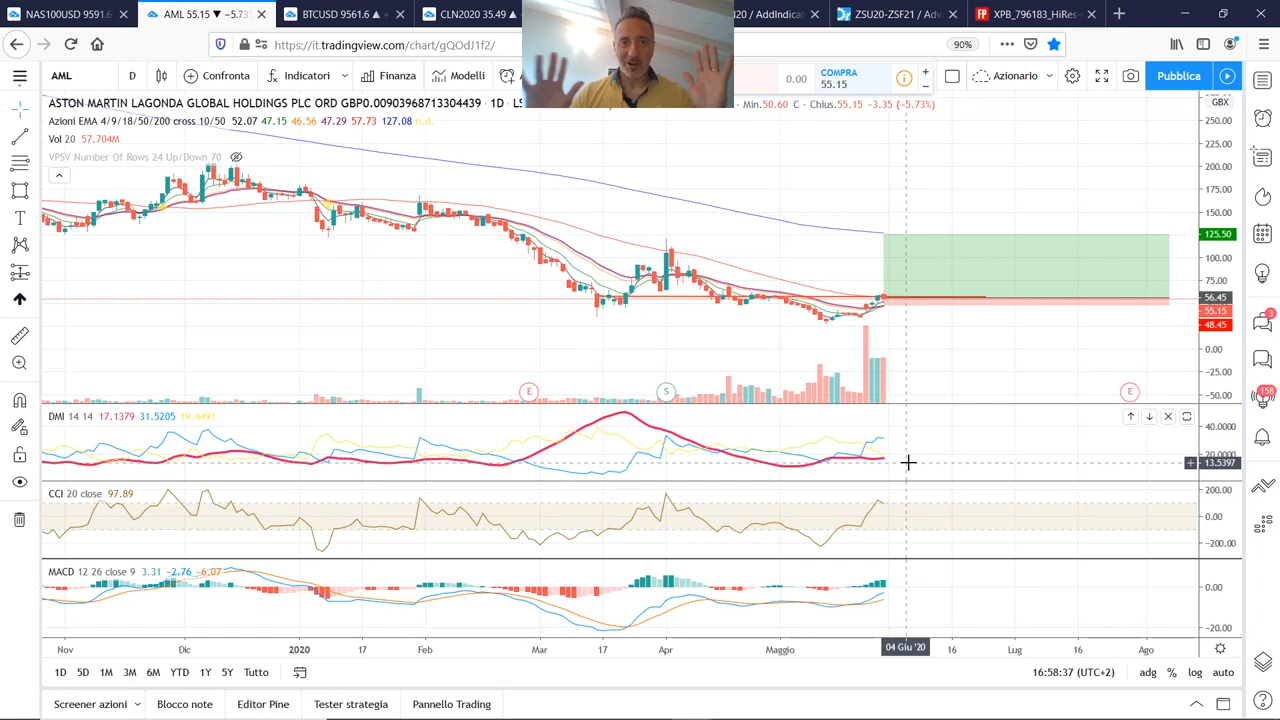 NAS100USD 9591.6
AML 55.15 ▼ −5.73%
BTCUSD 9561.6 ▲
CLN2020 35.49 ▲
/ AddIndicat
ZSU20-ZSF21 / Adv
XPB_796183_HiRes-
https://it.tradingview.com/chart/gQOdJ1f2/
90%
AML
D
Confronta
Indicatori
Finanza
Modelli
0.00
COMPRA
55.15
Azionario
Pubblica
ASTON MARTIN LAGONDA GLOBAL HOLDINGS PLC ORD GBP0.00903968713304439 · 1D · LS
Min.50.60 C - Chius.55.15 −3.35 (−5.73%)
GBX
Azioni EMA 4/9/18/50/200 cross 10/50 52.07 47.15 46.56 47.29 57.73 127.08 n.d.
Vol 20 57.704M
VPSV Number Of Rows 24 Up/Down 70
250.00
225.00
200.00
175.00
150.00
125.50
100.00
75.00
56.45
55.15
48.45
0.00
−25.00
−50.00
E
S
E
DMI 14 14 17.1379 31.5205 19.4491
40.0000
20.0000
13.5397
CCI 20 close 97.89
200.00
0.00
−200.00
MACD 12 26 close 9 3.31 −2.76 −6.07
0.00
−20.00
Nov
Dic
2020
17
Feb
Mar
17
Apr
Maggio
04 Giu '20
16
Lug
16
Ago
1D 5D 1M 3M 6M YTD 1Y 5Y Tutto
16:58:37 (UTC+2)
adg % log auto
Screener azioni
Blocco note
Editor Pine
Tester strategia
Pannello Trading
3
158